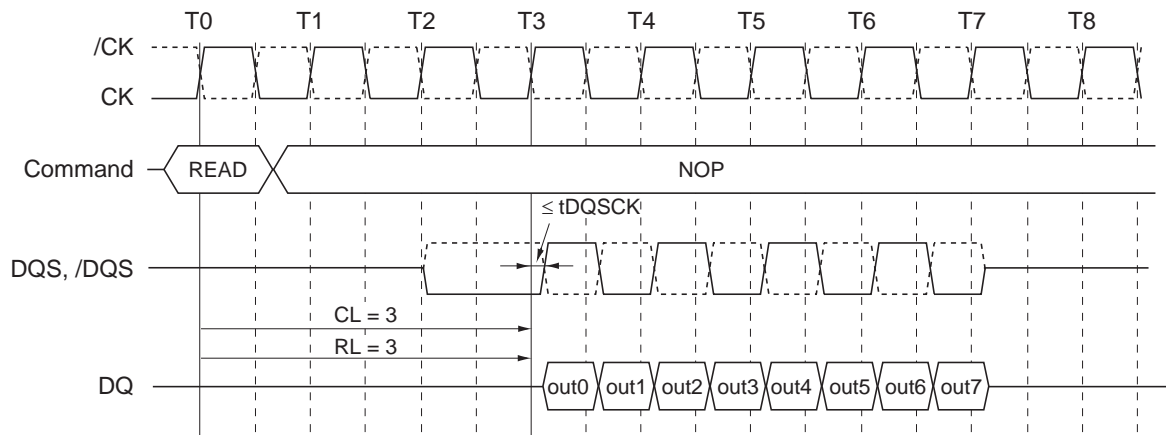 T0 T1 T2 T3 T4 T5 T6 T7 T8
/CK
CK
Command READ NOP
≤ tDQSCK
DQS, /DQS
CL = 3
RL = 3
DQ out0 out1 out2 out3 out4 out5 out6 out7